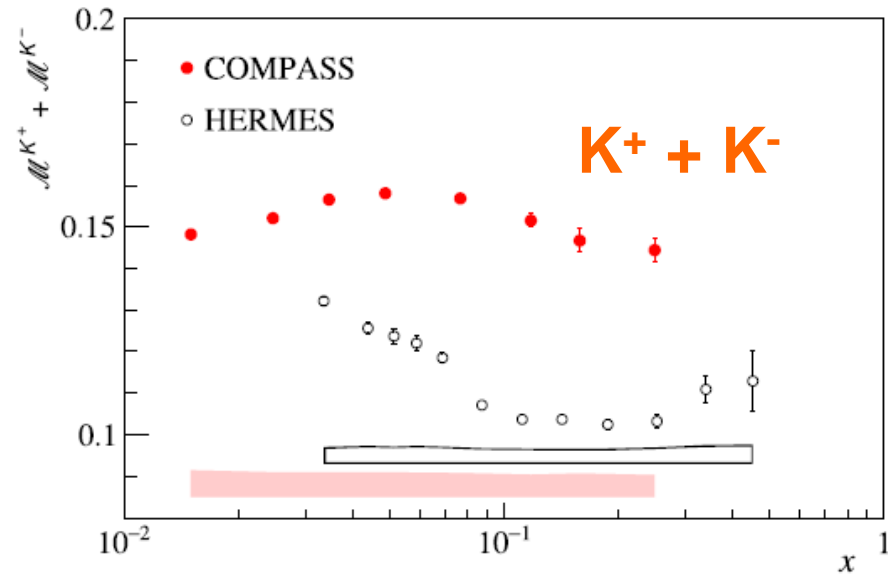 0.2
ℳ^{K⁺} + ℳ^{K⁻}
COMPASS
HERMES
K⁺ + K⁻
0.15
0.1
10⁻² 10⁻¹ 1
x